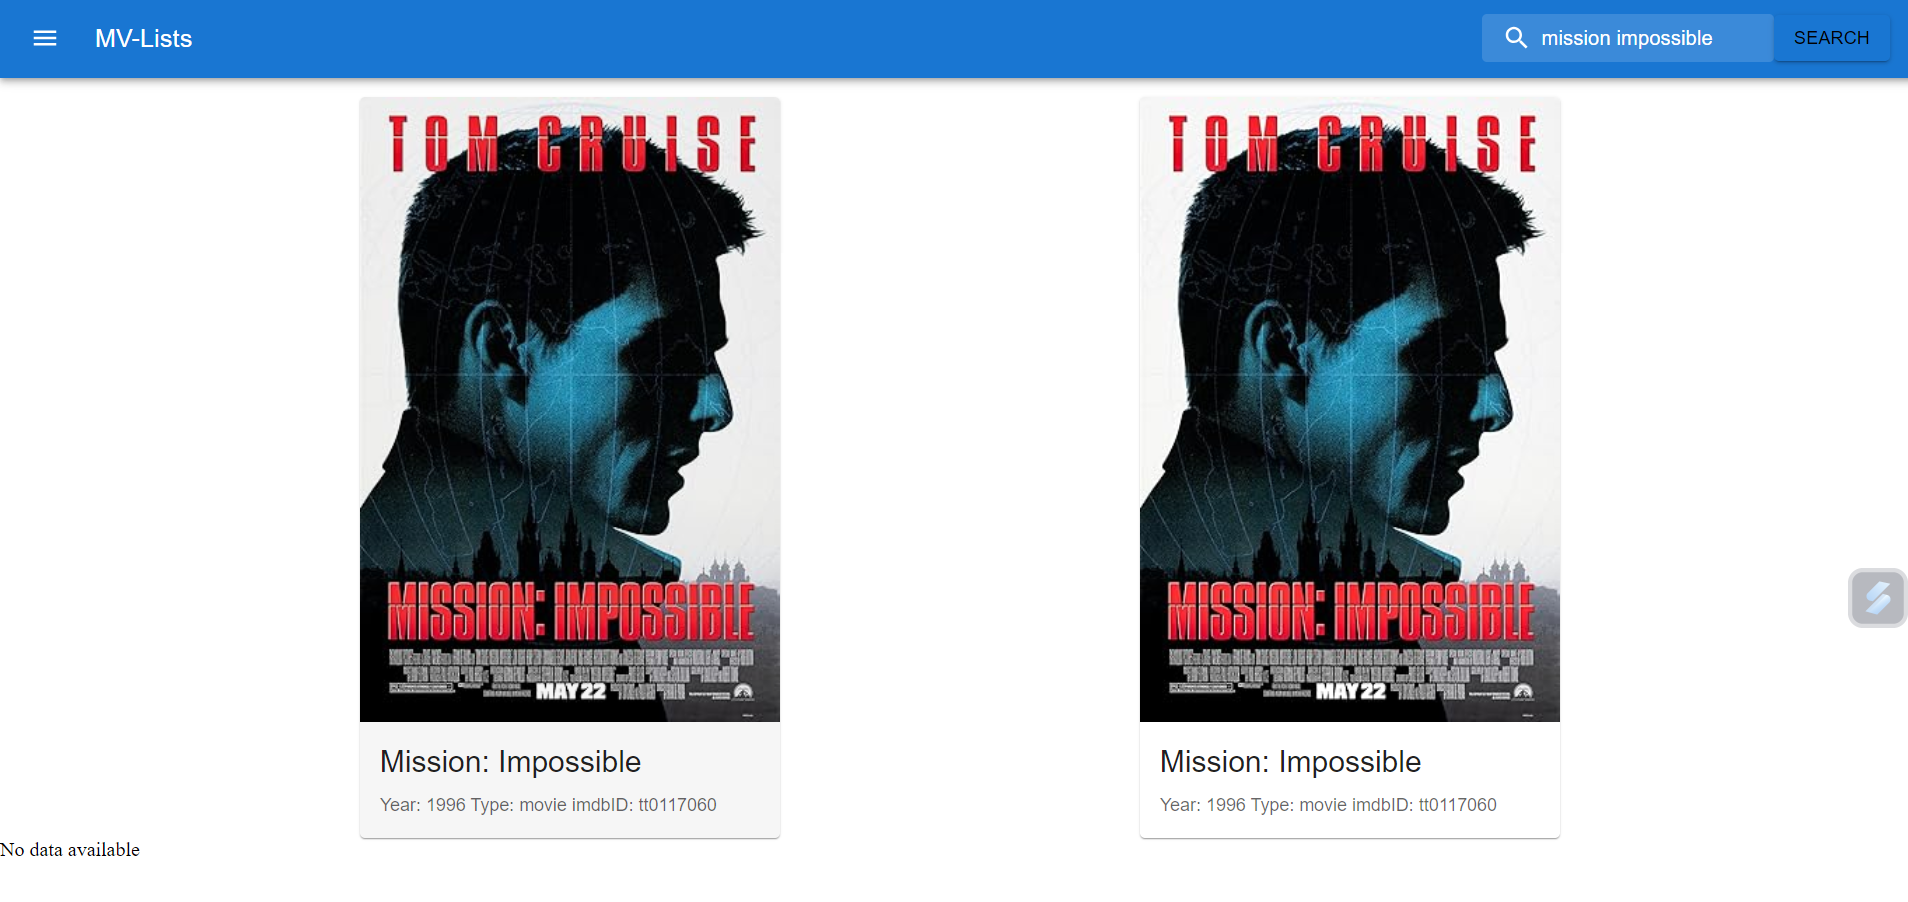 MV-Lists
mission impossible
SEARCH
TOM CRUISE
MISSION: IMPOSSIBLE
MAY 22
Mission: Impossible
Year: 1996 Type: movie imdbID: tt0117060
TOM CRUISE
MISSION: IMPOSSIBLE
MAY 22
Mission: Impossible
Year: 1996 Type: movie imdbID: tt0117060
No data available